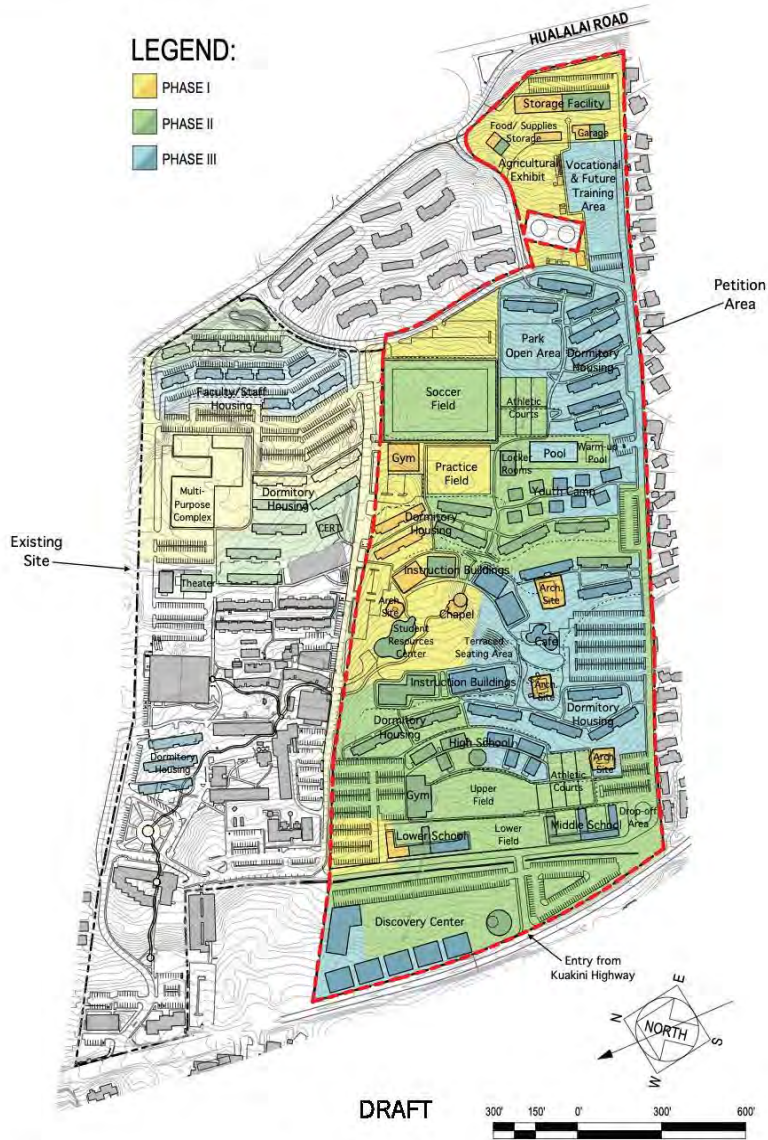 HUALALAI ROAD
LEGEND:
PHASE I
PHASE II
PHASE III
Storage Facility
Food/ Supplies
Storage
Garage
Agricultural
Exhibit
Vocational
& Future
Training
Area
Petition
Area
Park
Open Area
Dormitory
Housing
Faculty/Staff
Housing
Soccer
Field
Athletic
Courts
Gym
Practice
Field
Locker
Rooms
Pool
Warm-up
Pool
Youth Camp
Multi-
Purpose
Complex
Dormitory
Housing
CERT
Dormitory
Housing
Existing
Site
Theater
Instruction Buildings
Arch.
Site
Arch.
Site
Chapel
Student
Resources
Center
Terraced
Seating Area
Cafe
Instruction Buildings
Arch.
Site
Dormitory
Housing
Dormitory
Housing
High School
Dormitory
Housing
Arch.
Site
Athletic
Courts
Gym
Upper
Field
Lower School
Lower
Field
Middle School
Drop-off
Area
Discovery Center
Entry from
Kuakini Highway
N
E
S
W
NORTH
DRAFT
300' 150' 0' 300' 600'